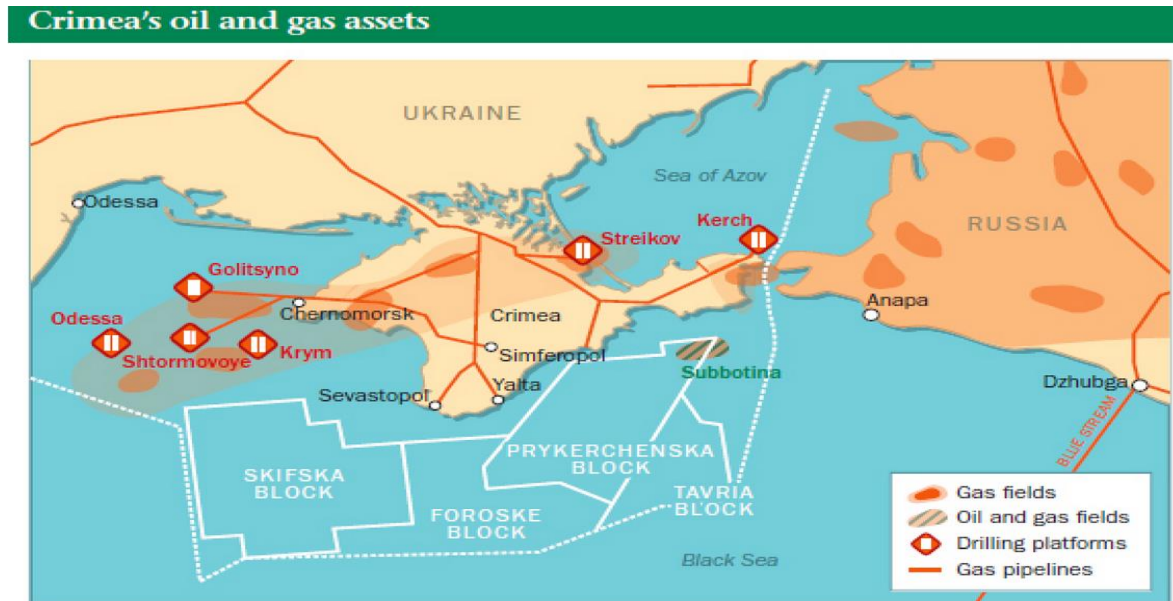 Crimea's oil and gas assets
UKRAINE
Sea of Azov
Odessa
Kerch
Streikov
RUSSIA
Golitsyno
Anapa
Odessa
Chernomorsk
Crimea
Shtormovoye
Krym
Simferopol
Subbotina
Dzhubga
Sevastopol
Yalta
BLUE STREAM
PRYKERCHENSKA
BLOCK
SKIFSKA
BLOCK
TAVRIA
BLOCK
FOROSKE
BLOCK
Black Sea
Gas fields
Oil and gas fields
Drilling platforms
Gas pipelines